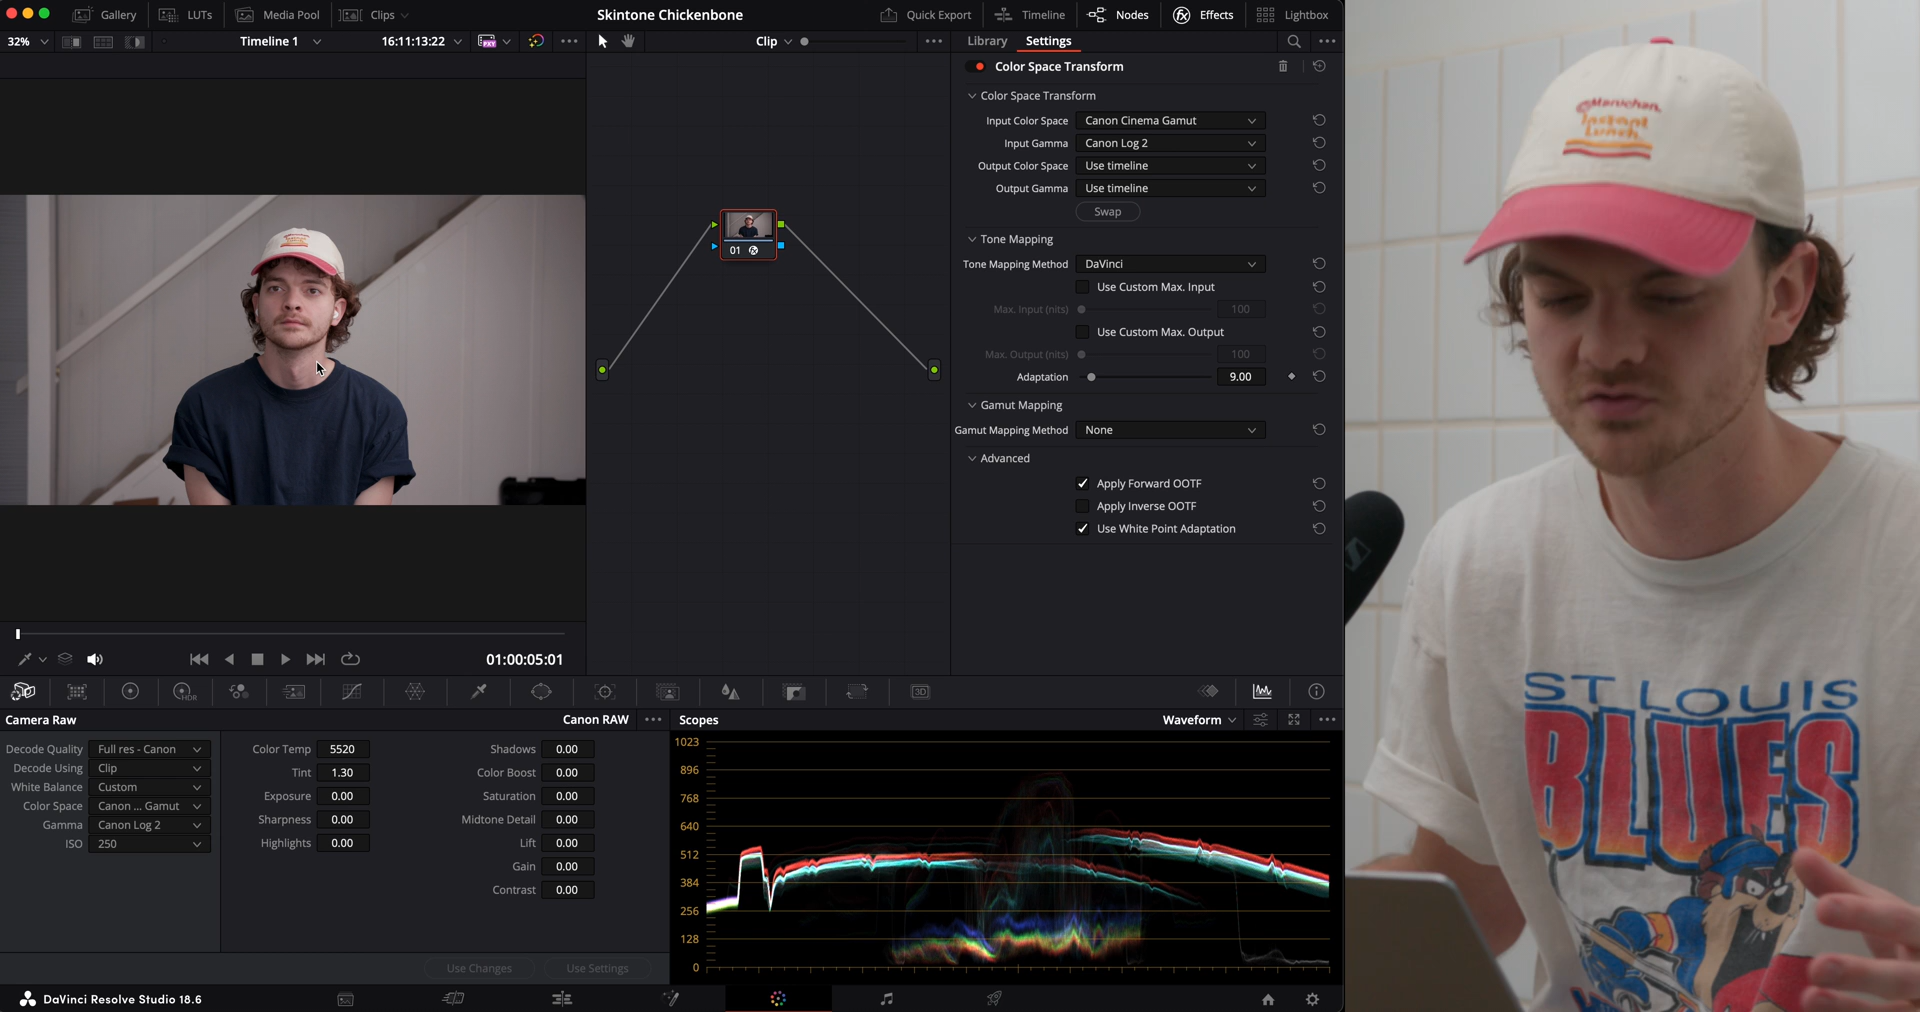 Gallery LUTs Media Pool Clips Skintone Chickenbone Quick Export Timeline Nodes fx Effects Lightbox
32% Timeline 1 16:11:13:22 PXY Clip Library Settings
Color Space Transform
Color Space Transform
Input Color Space Canon Cinema Gamut
Input Gamma Canon Log 2
Output Color Space Use timeline
Output Gamma Use timeline
Swap
Tone Mapping
Tone Mapping Method DaVinci
Use Custom Max. Input
Max. Input (nits) 100
Use Custom Max. Output
Max. Output (nits) 100
Adaptation 9.00
Gamut Mapping
Gamut Mapping Method None
Advanced
Apply Forward OOTF
Apply Inverse OOTF
Use White Point Adaptation
01
01:00:05:01
HDR
3D
Camera Raw Canon RAW
Decode Quality Full res - Canon
Decode Using Clip
White Balance Custom
Color Space Canon ... Gamut
Gamma Canon Log 2
ISO 250
Color Temp 5520
Tint 1.30
Exposure 0.00
Sharpness 0.00
Highlights 0.00
Shadows 0.00
Color Boost 0.00
Saturation 0.00
Midtone Detail 0.00
Lift 0.00
Gain 0.00
Contrast 0.00
Use Changes Use Settings
Scopes Waveform
1023
896
768
640
512
384
256
128
0
DaVinci Resolve Studio 18.6
Maruchan
Instant
Lunch
ST LOUIS
BLUES